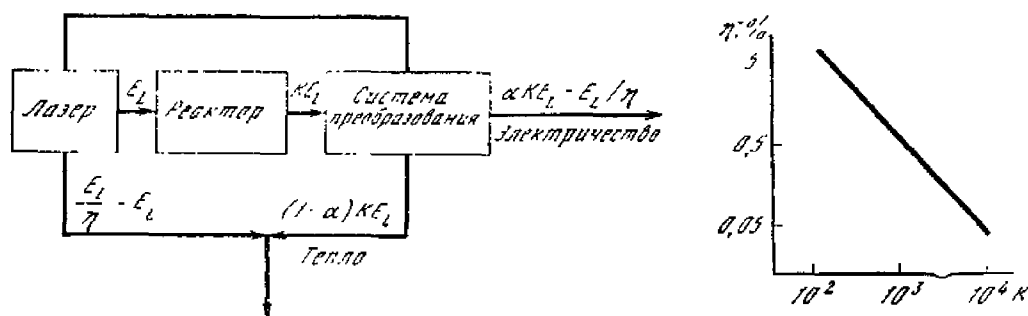 Лазер
E_L
Реактор
KE_L
Система
преобразования
αKE_L - E_L/η
Электричество
E_L/η - E_L
(1-α)KE_L
Тепло
η, %
5
0,5
0,05
10² 10³ 10⁴ К